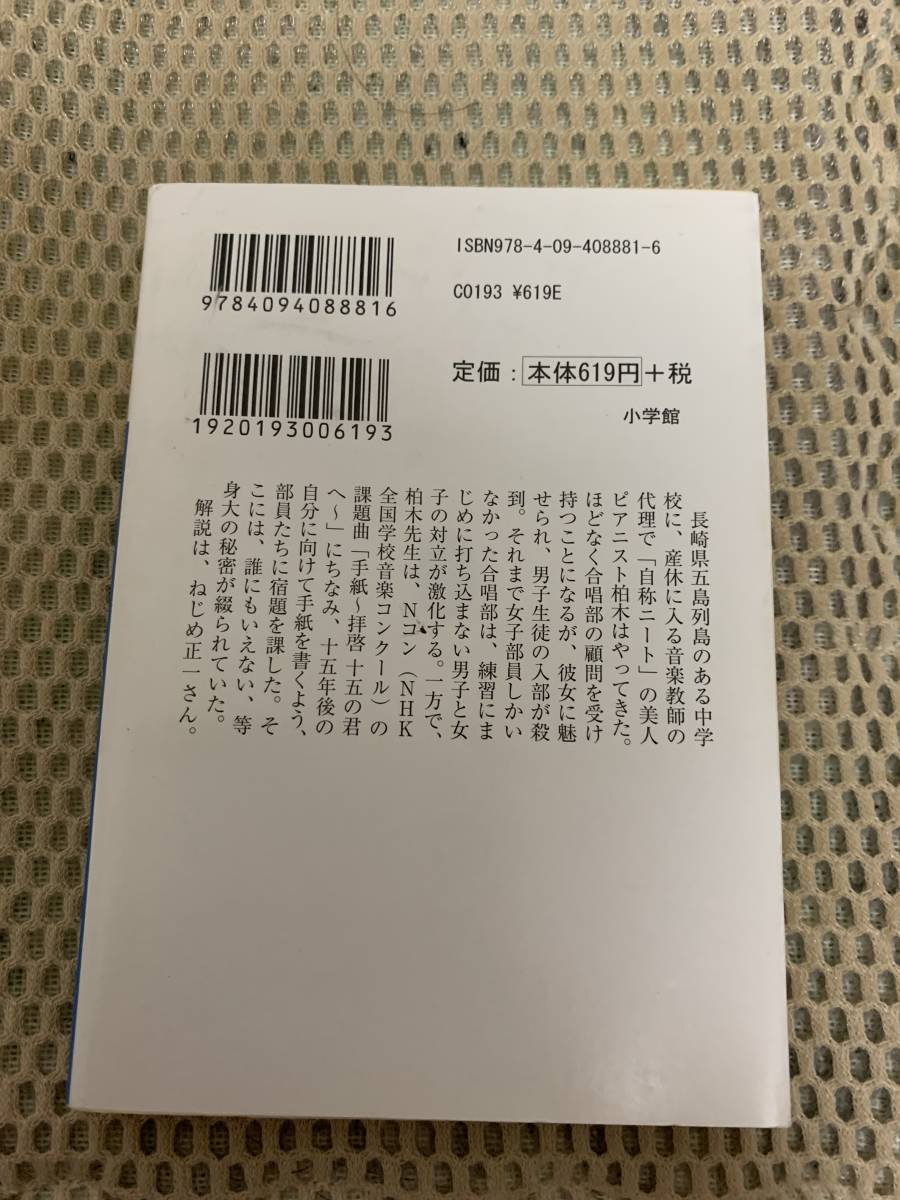 ISBN978-4-09-408881-6
9784094088816
C0193 ¥619E
定価：本体619円+税
1920193006193
小学館
長崎県五島列島のある中学
校に、産休に入る音楽教師の
代理で「自称ニート」の美人
ピアニスト柏木はやってきた。
ほどなく合唱部の顧問を受け
持つことになるが、彼女に魅
せられ、男子生徒の入部が殺
到。それまで女子部員しかい
なかった合唱部は、練習にま
じめに打ち込まない男子と女
子の対立が激化する。一方で、
柏木先生は、Nコン（NHK
全国学校音楽コンクール）の
課題曲「手紙～拝啓 十五の君
へ～」にちなみ、十五年後の
自分に向けて手紙を書くよう、
部員たちに宿題を課した。そ
こには、誰にもいえない、等
身大の秘密が綴られていた。
解説は、ねじめ正一さん。